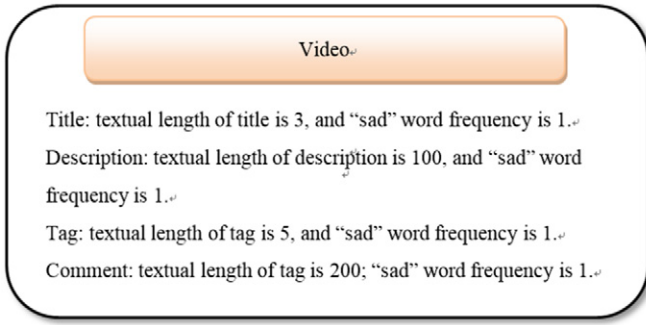 Video
Title: textual length of title is 3, and “sad” word frequency is 1.
Description: textual length of description is 100, and “sad” word
frequency is 1.
Tag: textual length of tag is 5, and “sad” word frequency is 1.
Comment: textual length of tag is 200; “sad” word frequency is 1.